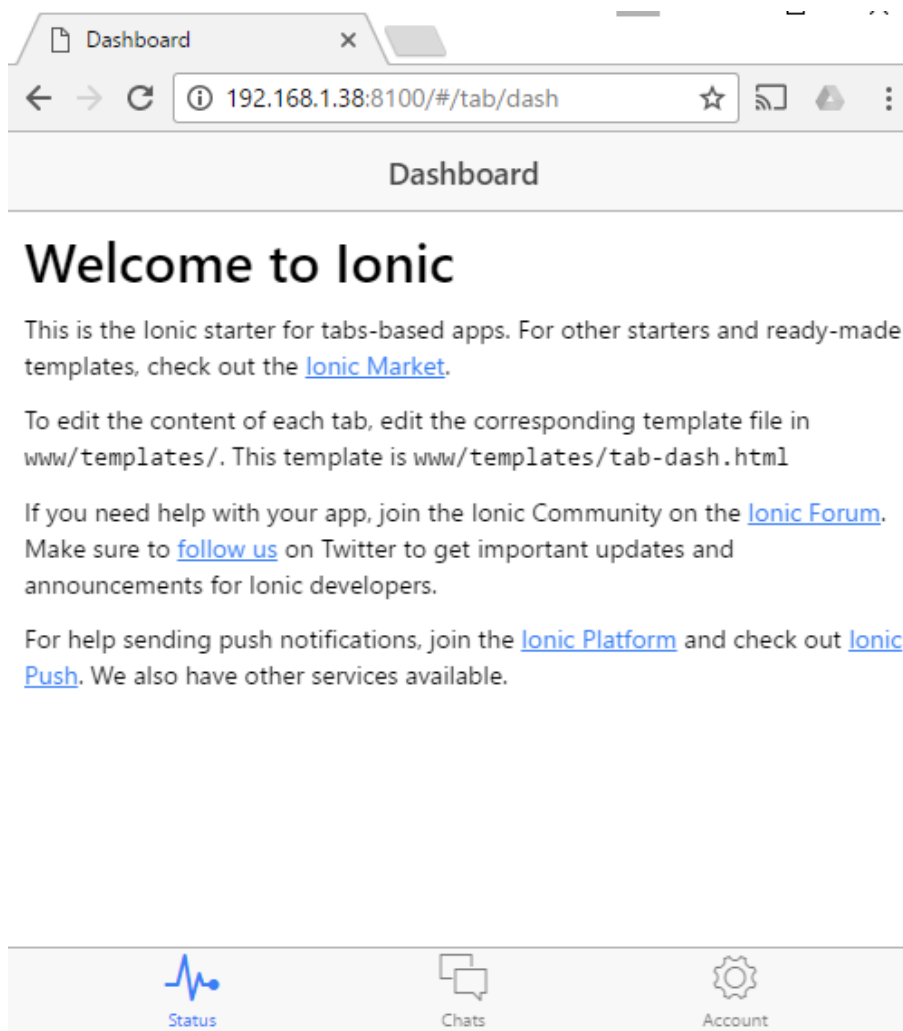 Dashboard
192.168.1.38:8100/#/tab/dash
Dashboard
Welcome to Ionic
This is the Ionic starter for tabs-based apps. For other starters and ready-made
templates, check out the Ionic Market.
To edit the content of each tab, edit the corresponding template file in
www/templates/. This template is www/templates/tab-dash.html
If you need help with your app, join the Ionic Community on the Ionic Forum.
Make sure to follow us on Twitter to get important updates and
announcements for Ionic developers.
For help sending push notifications, join the Ionic Platform and check out Ionic
Push. We also have other services available.
Status
Chats
Account